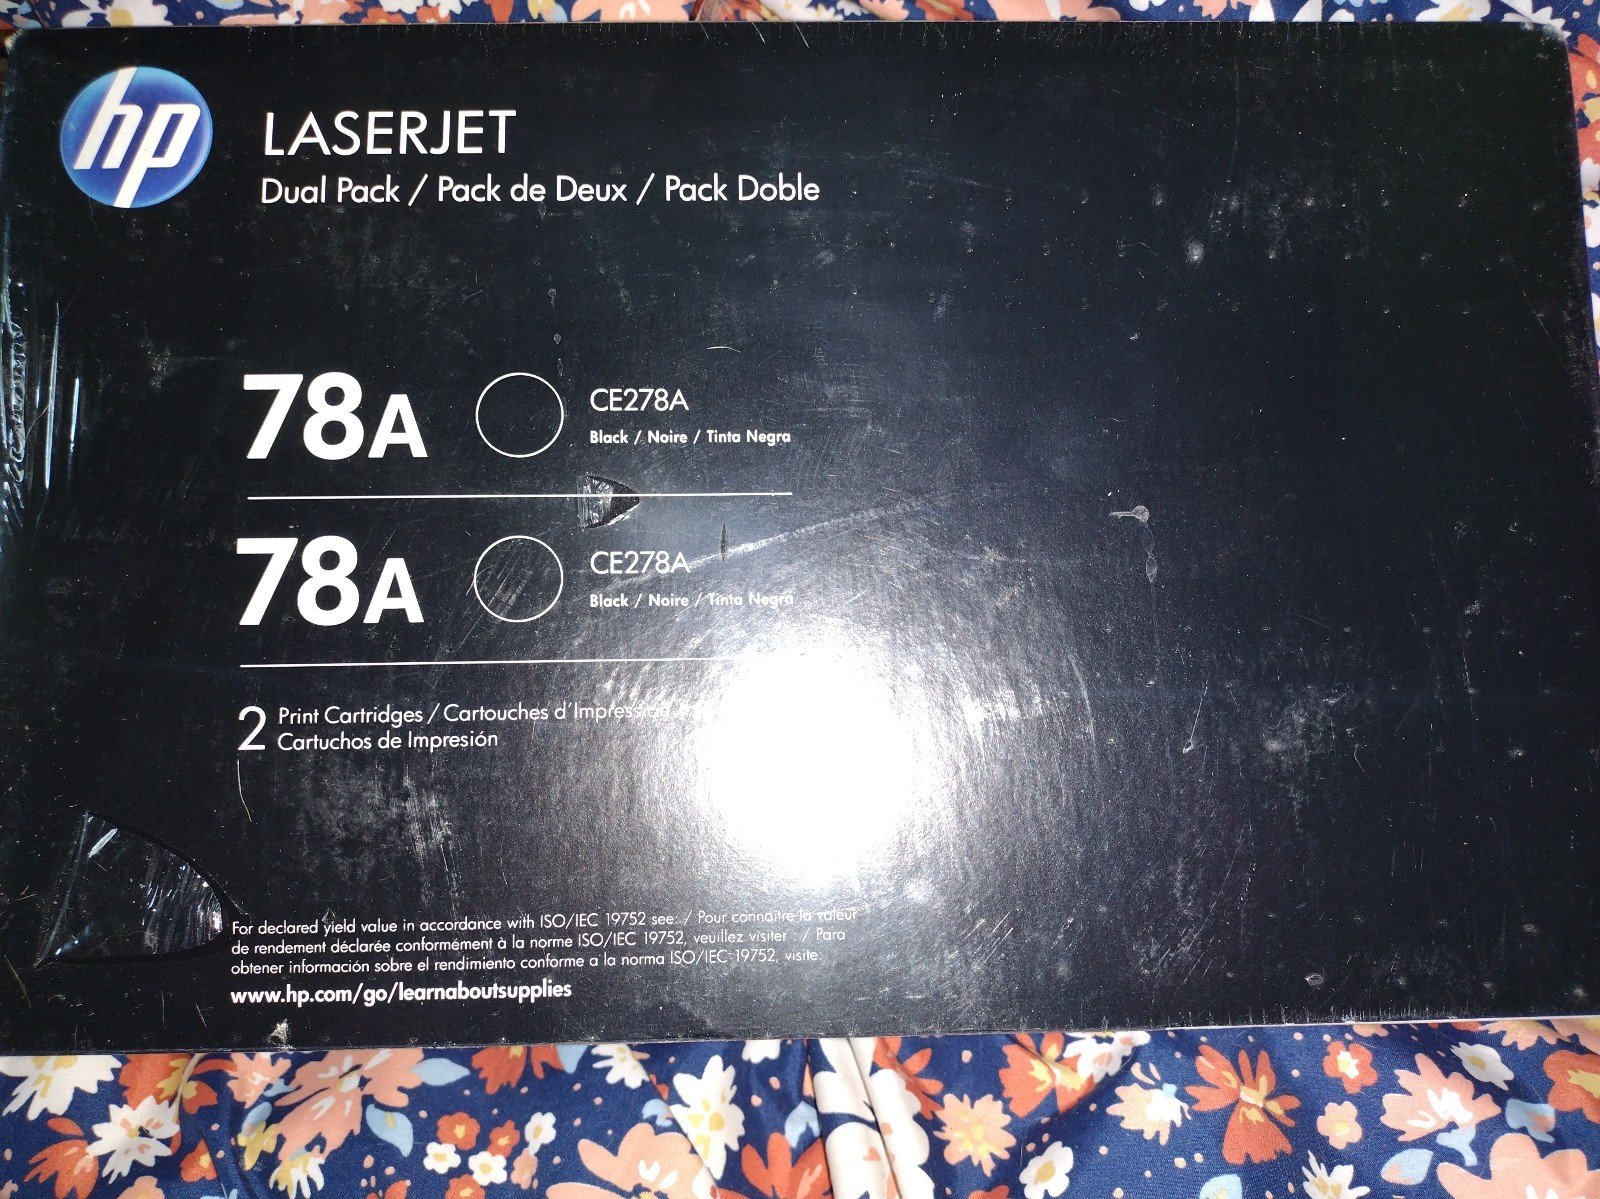 hp
LASERJET
Dual Pack / Pack de Deux / Pack Doble
78A
CE278A
Black / Noire / Tinta Negra
78A
CE278A
Black / Noire / Tinta Negra
2 Print Cartridges / Cartouches d'Impression /
Cartuchos de Impresión
For declared yield value in accordance with ISO/IEC 19752 see: / Pour connaître la valeur
de rendement déclarée conformément à la norme ISO/IEC 19752, veuillez visiter : / Para
obtener información sobre el rendimiento conforme a la norma ISO/IEC 19752, visite
www.hp.com/go/learnaboutsupplies